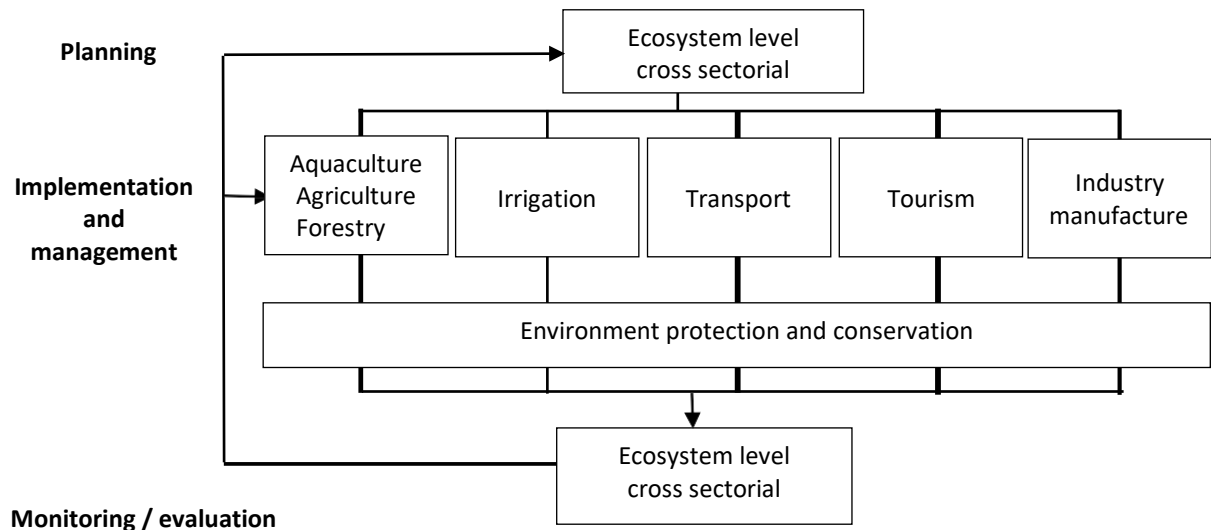 Planning
Ecosystem level
cross sectorial
Implementation
and
management
Aquaculture
Agriculture
Forestry
Irrigation
Transport
Tourism
Industry
manufacture
Environment protection and conservation
Ecosystem level
cross sectorial
Monitoring / evaluation